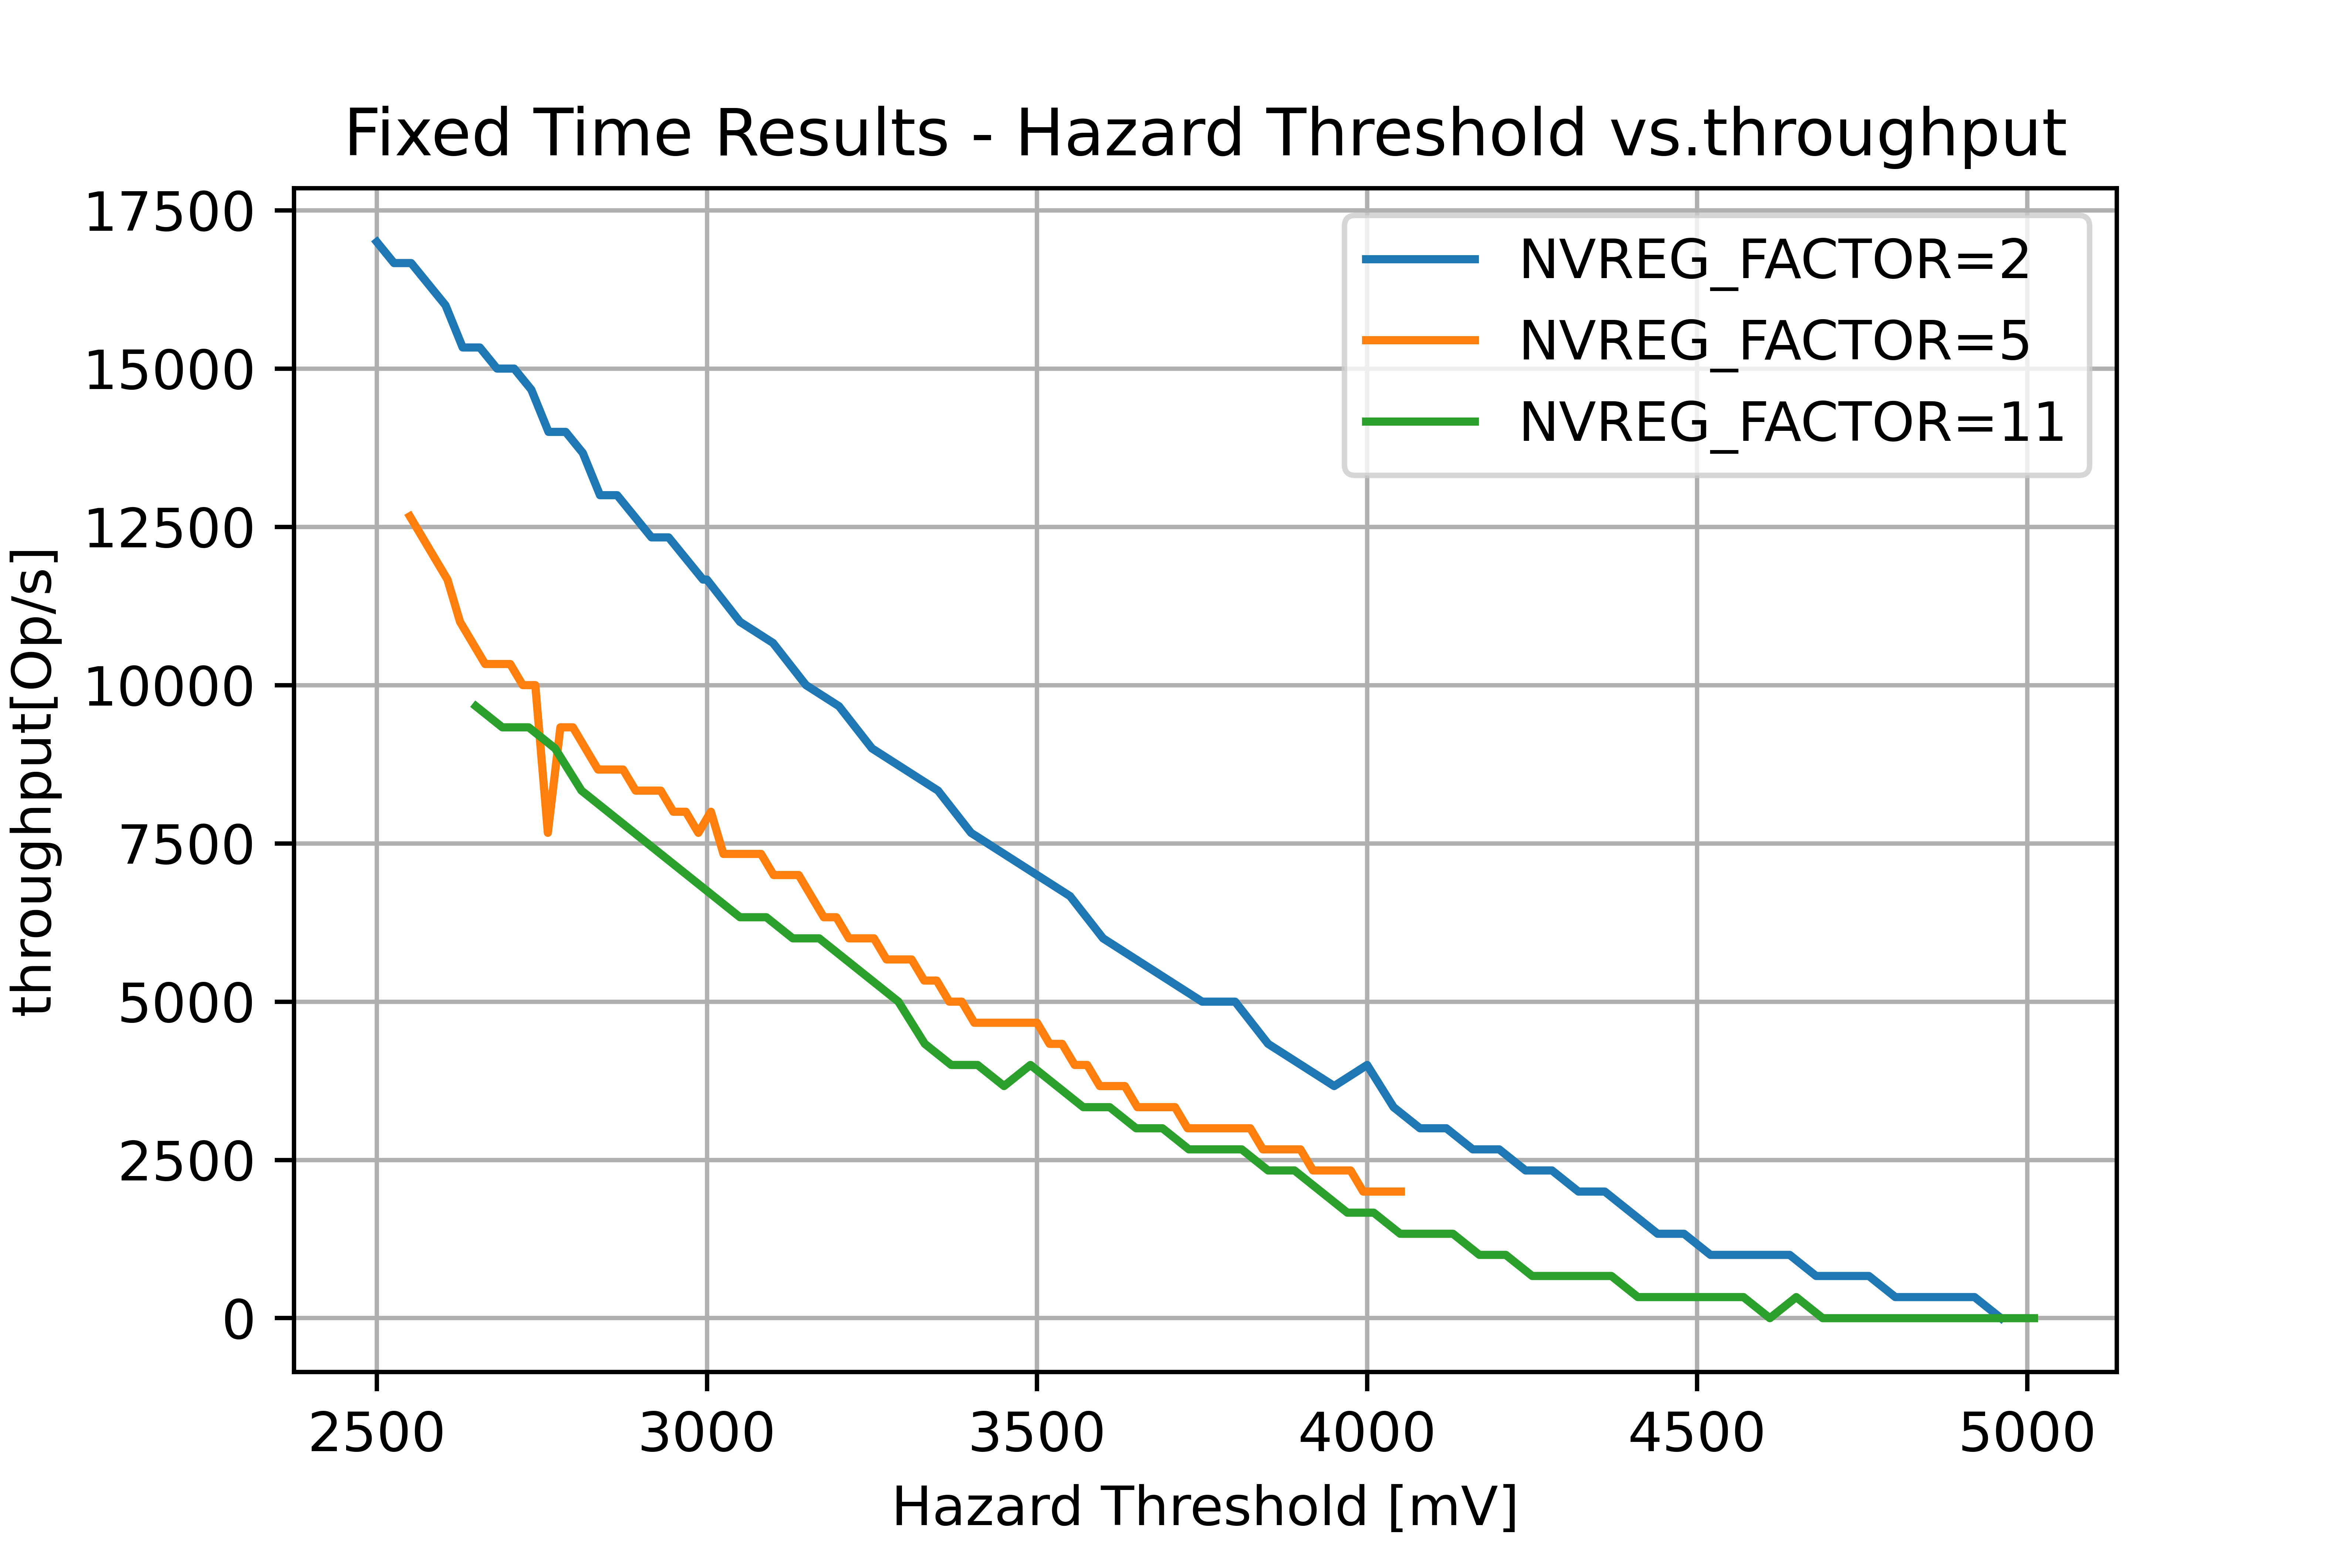 Fixed Time Results - Hazard Threshold vs.throughput
17500
15000
12500
10000
7500
5000
2500
0
throughput[Op/s]
NVREG_FACTOR=2
NVREG_FACTOR=5
NVREG_FACTOR=11
2500 3000 3500 4000 4500 5000
Hazard Threshold [mV]